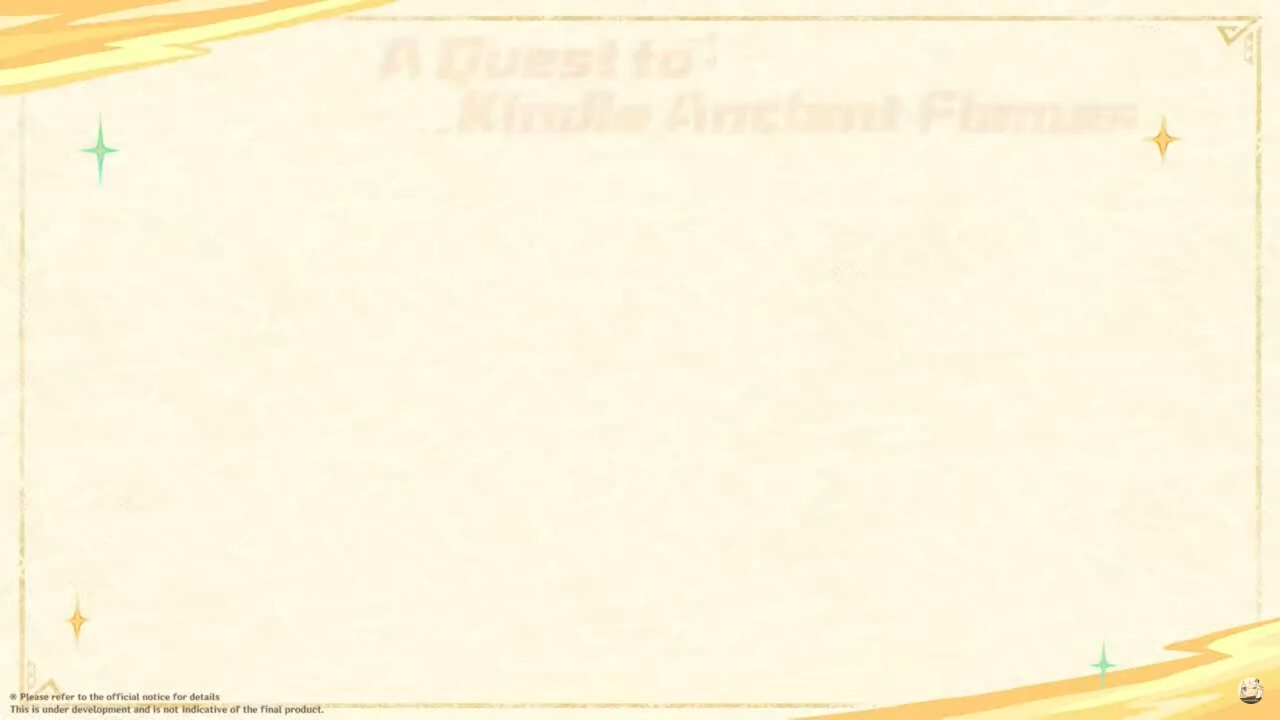 A Quest to
Kindle Ancient Flames
※ Please refer to the official notice for details
This is under development and is not indicative of the final product.